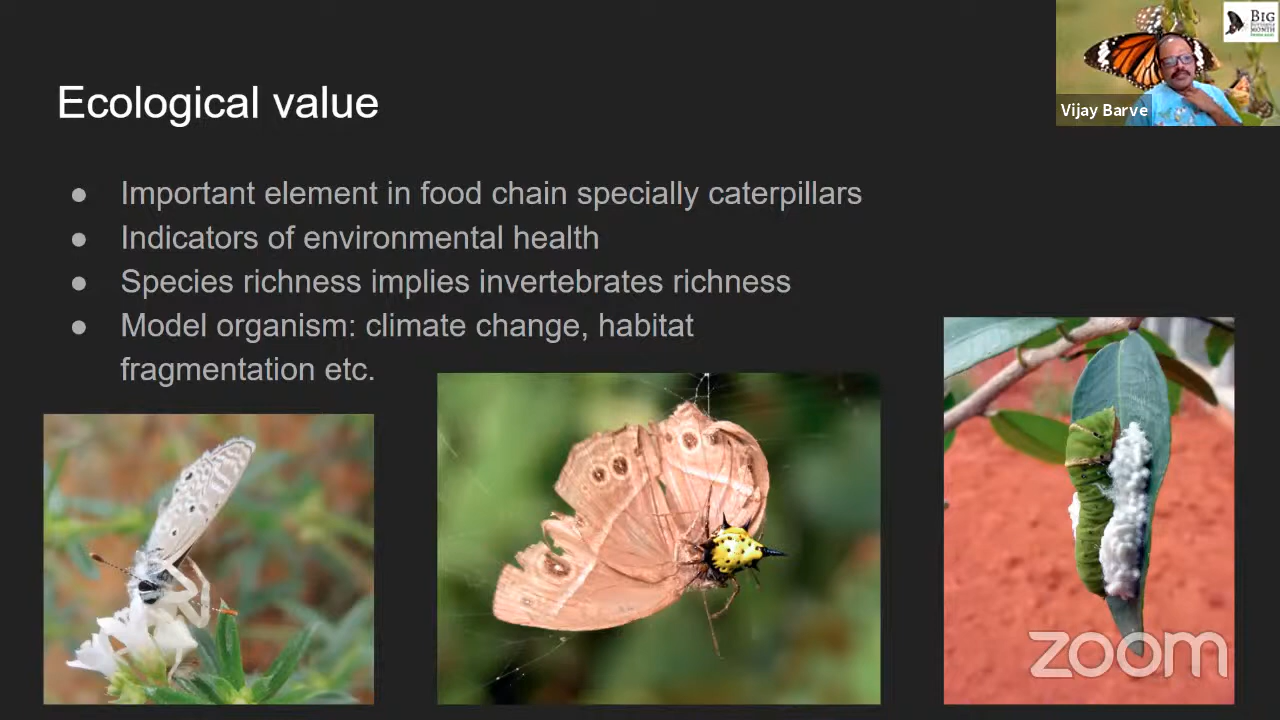 Ecological value
BIG
MONTH
Vijay Barve
● Important element in food chain specially caterpillars
● Indicators of environmental health
● Species richness implies invertebrates richness
● Model organism: climate change, habitat
fragmentation etc.
zoom